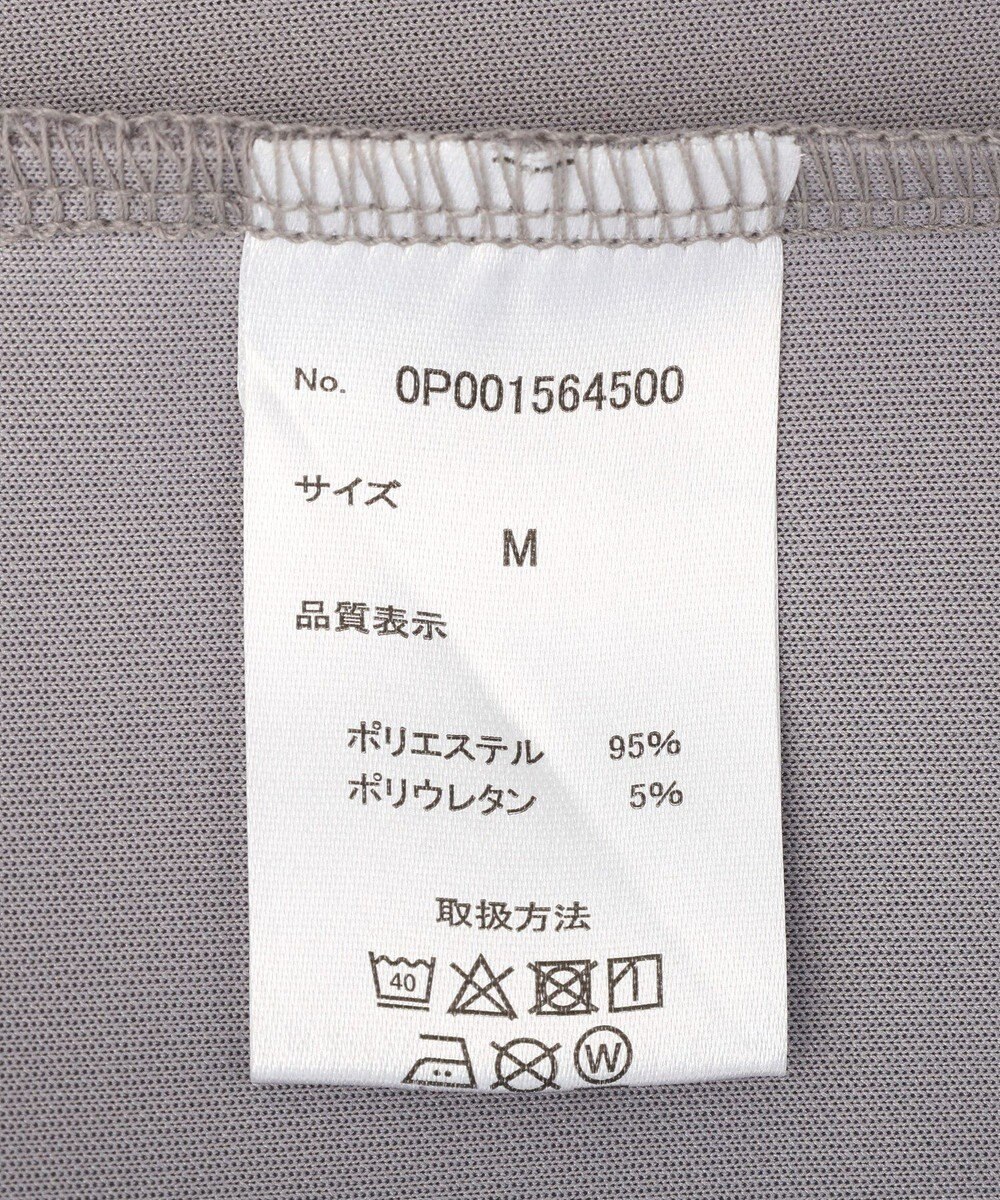 No. 0P001564500
サイズ
M
品質表示
ポリエステル 95%
ポリウレタン 5%
取扱方法
40
W